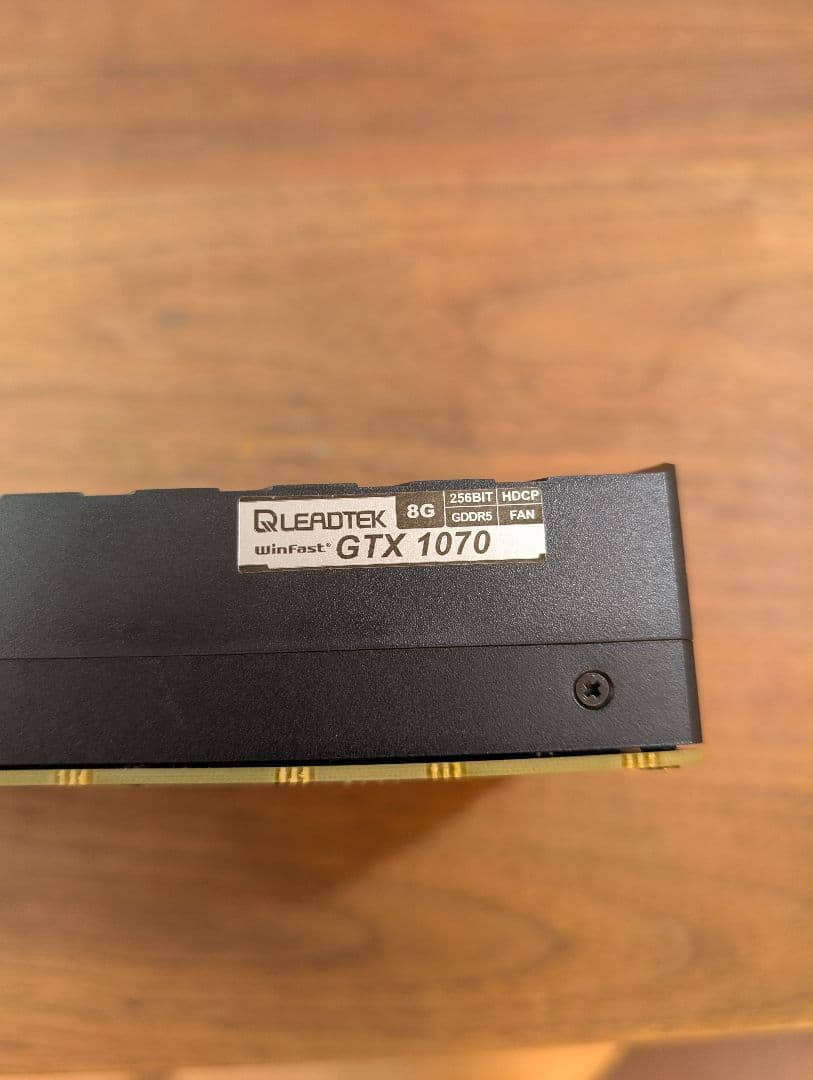 LEADTEK 8G 256BIT HDCP
GDDR5 FAN
WinFast® GTX 1070